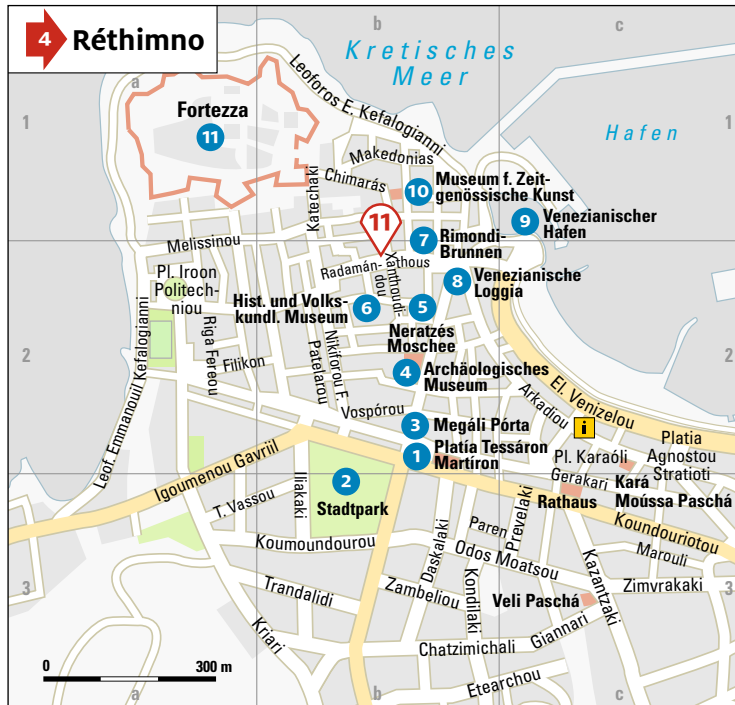 4 Réthimno
a
b
c
1
1
2
2
3
3
a
b
c
Kretisches
Meer
Hafen
Leoforos E. Kefalogianni
Fortezza
11
Makedonias
Chimarás
Katechaki
10
Museum f. Zeit-
genössische Kunst
9
Venezianischer
Hafen
11
7
Rimondi-
Brunnen
Melissinou
Radamán-
thous
Xanthoudi-
dou
8
Venezianische
Loggia
Pl. Iroon
Politech-
niou
Hist. und Volks-
kundl. Museum
6
5
Neratzés
Moschee
Riga Feraou
Filikon
Nikiforou F.
Patelarou
4
Archäologisches
Museum
Leof. Emmanouil Kefalogianni
Vospórou
3
Megáli Pórta
1
Platía Tessáron
Martíron
El. Venizelou
Arkadiou
i
Pl. Karaóli
Platia
Agnostou
Stratioti
Gerakari
Kará
Moússa Paschá
Rathaus
Igoumenou Gavriil
2
Stadtpark
Iliakaki
T. Vassou
Koumoundourou
Koundouriotou
Paren
Prevelaki
Odos Moatsou
Daskalaki
Kondilaki
Marouli
Zimvrakaki
Kazantzaki
Trandalidi
Zambeliou
Veli Paschá
Kriari
Chatzimichali
Giannari
Etearchou
0
300 m